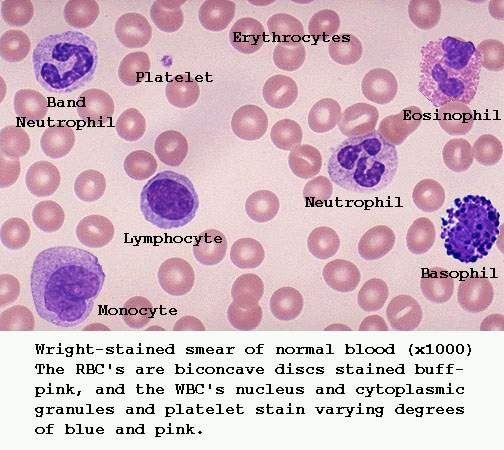 Erythrocytes
Platelet
Band
Neutrophil
Eosinophil
Neutrophil
Lymphocyte
Basophil
Monocyte
Wright-stained smear of normal blood (x1000)
The RBC's are biconcave discs stained buff-
pink, and the WBC's nucleus and cytoplasmic
granules and platelet stain varying degrees
of blue and pink.